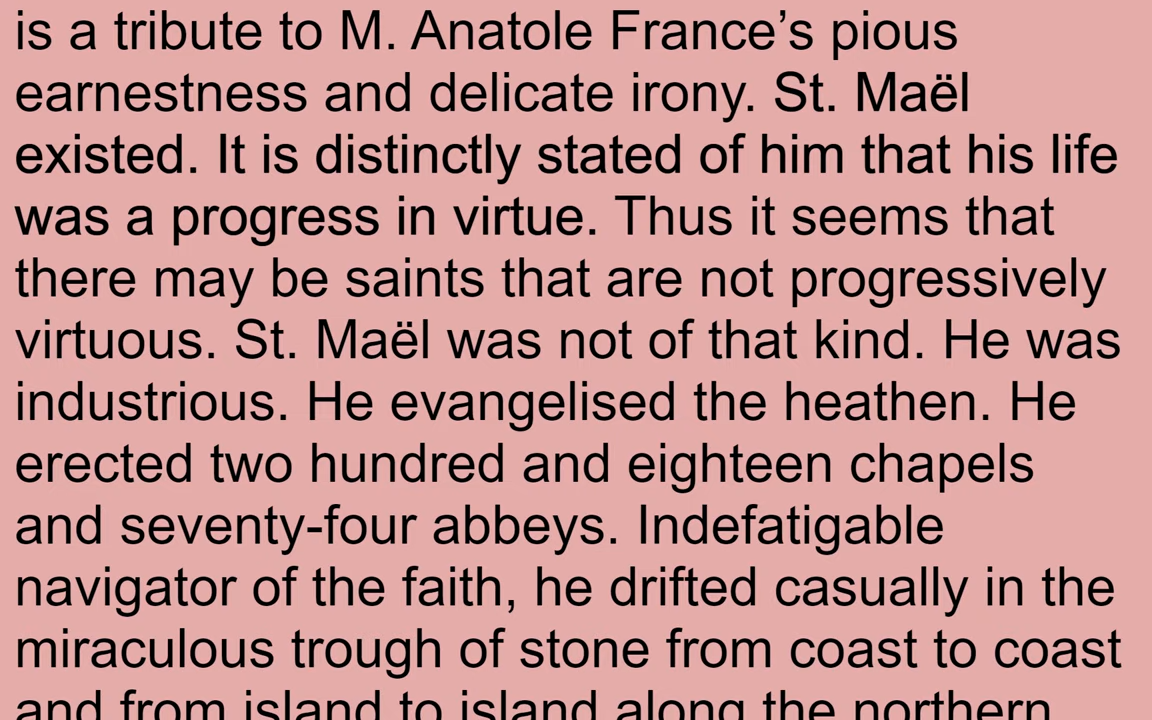 is a tribute to M. Anatole France’s pious
earnestness and delicate irony. St. Maël
existed. It is distinctly stated of him that his life
was a progress in virtue. Thus it seems that
there may be saints that are not progressively
virtuous. St. Maël was not of that kind. He was
industrious. He evangelised the heathen. He
erected two hundred and eighteen chapels
and seventy-four abbeys. Indefatigable
navigator of the faith, he drifted casually in the
miraculous trough of stone from coast to coast
and from island to island along the northern